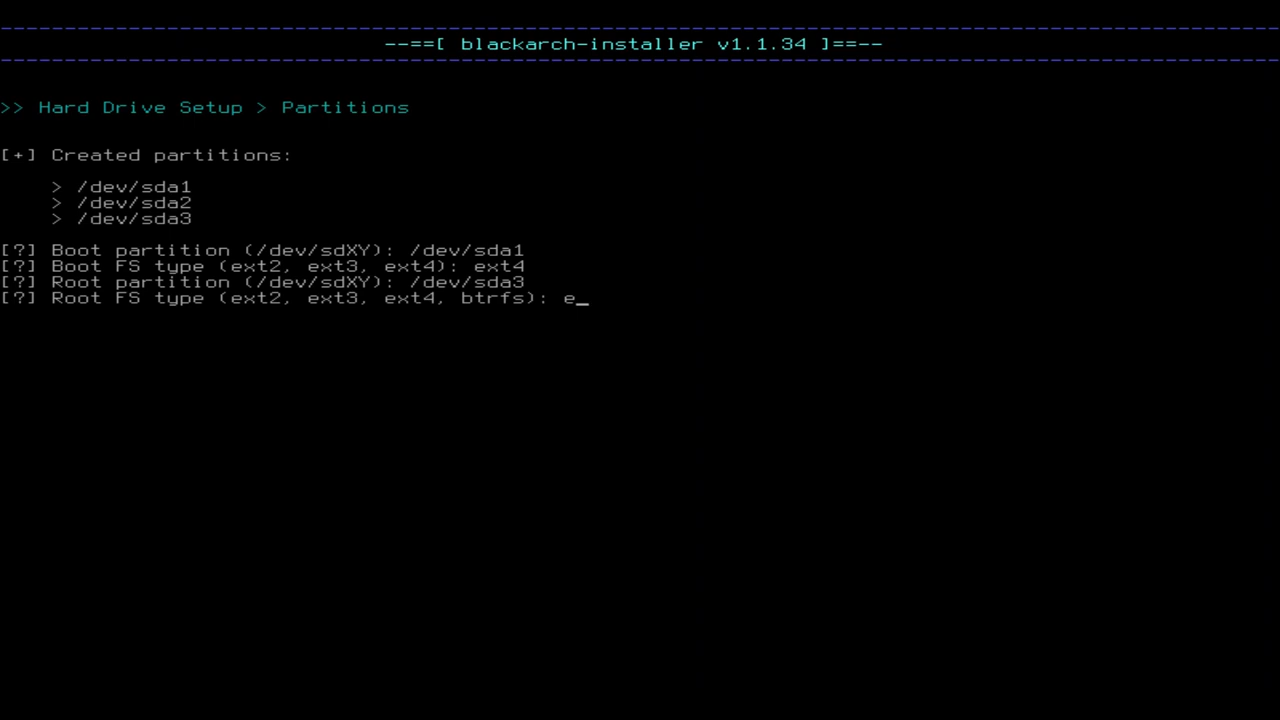 --==[ blackarch-installer v1.1.34 ]==--
>> Hard Drive Setup > Partitions
[+] Created partitions:
> /dev/sda1
> /dev/sda2
> /dev/sda3
[?] Boot partition (/dev/sdXY): /dev/sda1
[?] Boot FS type (ext2, ext3, ext4): ext4
[?] Root partition (/dev/sdXY): /dev/sda3
[?] Root FS type (ext2, ext3, ext4, btrfs): e_